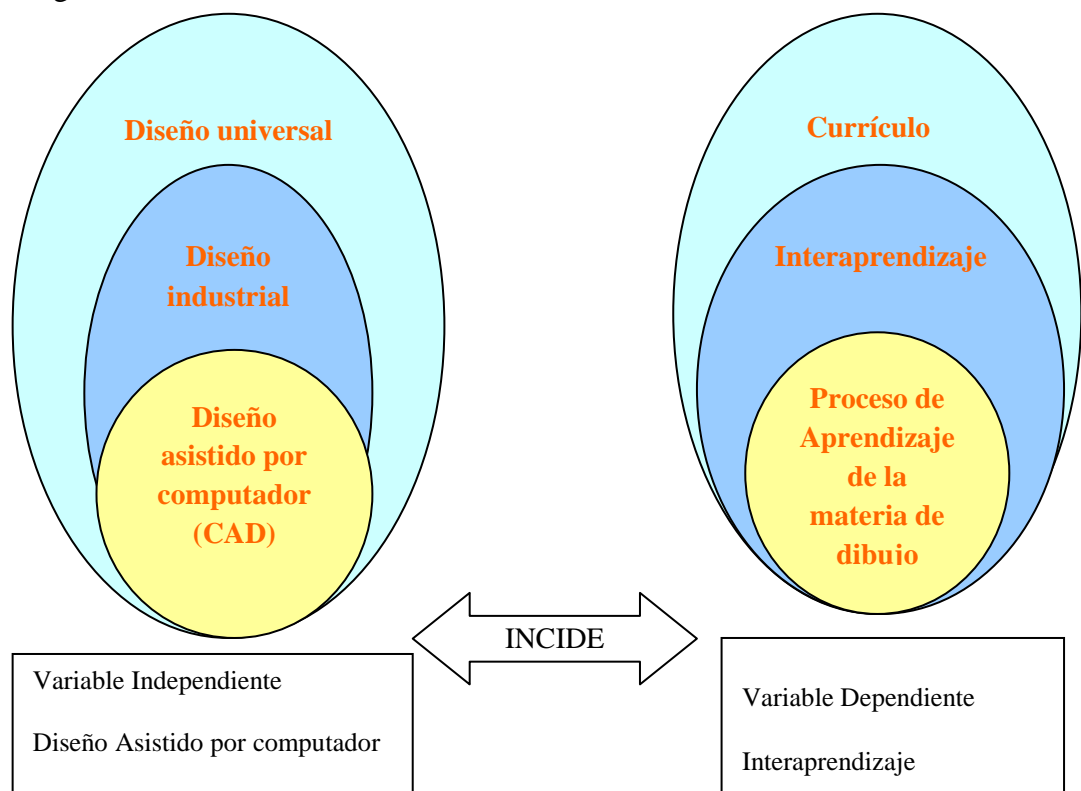 Diseño universal
Diseño
industrial
Diseño
asistido por
computador
(CAD)
Currículo
Interaprendizaje
Proceso de
Aprendizaje
de la
materia de
dibujo
INCIDE
Variable Independiente
Diseño Asistido por computador
Variable Dependiente
Interaprendizaje